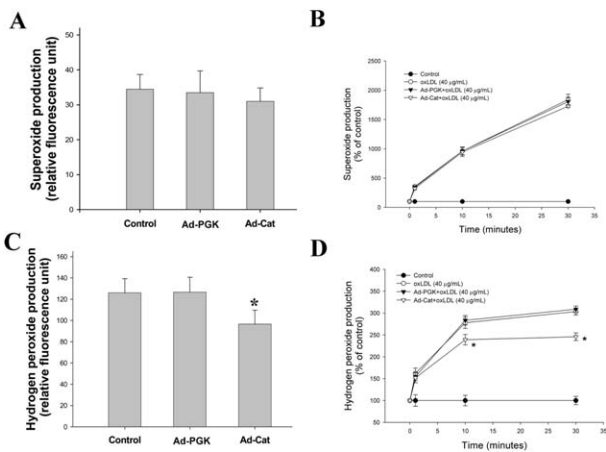 A
Superoxide production
(relative fluorescence unit)
50
40
30
20
10
0
Control
Ad-PGK
Ad-Cat
B
Control
oxLDL (40 μg/mL)
Ad-PGK+oxLDL (40 μg/mL)
Ad-Cat+oxLDL (40 μg/mL)
Superoxide production
(% of control)
2500
2000
1500
1000
500
0
0
5
10
15
20
25
30
35
Time (minutes)
C
Hydrogen peroxide production
(relative fluorescence unit)
160
140
120
100
80
60
40
20
0
*
Control
Ad-PGK
Ad-Cat
D
Control
oxLDL (40 μg/mL)
Ad-PGK+oxLDL (40 μg/mL)
Ad-Cat+oxLDL (40 μg/mL)
Hydrogen peroxide production
(% of control)
400
350
300
250
200
150
100
50
*
*
0
5
10
15
20
25
30
35
Time (minutes)